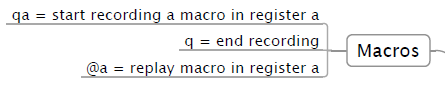 qa = start recording a macro in register a
q = end recording
@a = replay macro in register a
Macros